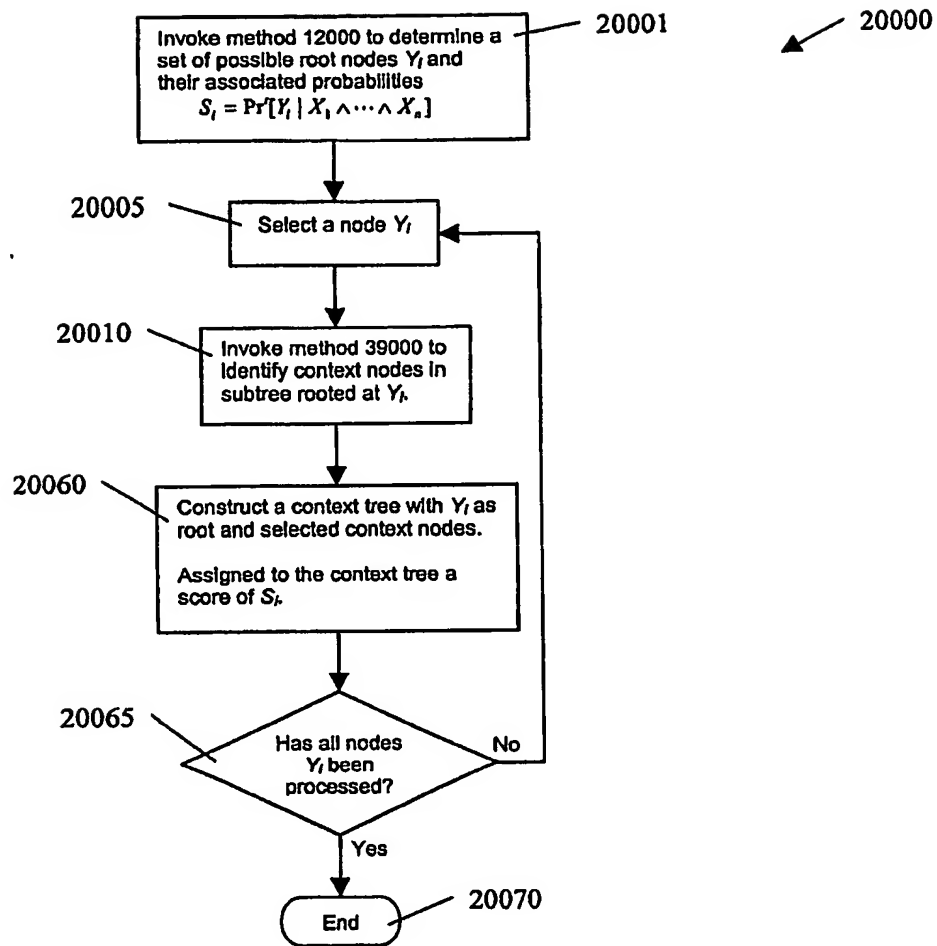 20000
20001
Invoke method 12000 to determine a
set of possible root nodes Yi and
their associated probabilities
Si = Pr'[Yi | X1 ∧ ⋯ ∧ Xn]
20005
Select a node Yi
20010
Invoke method 39000 to
Identify context nodes in
subtree rooted at Yi.
20060
Construct a context tree with Yi as
root and selected context nodes.
Assigned to the context tree a
score of Si.
20065
Has all nodes
Yi been
processed?
No
Yes
End
20070